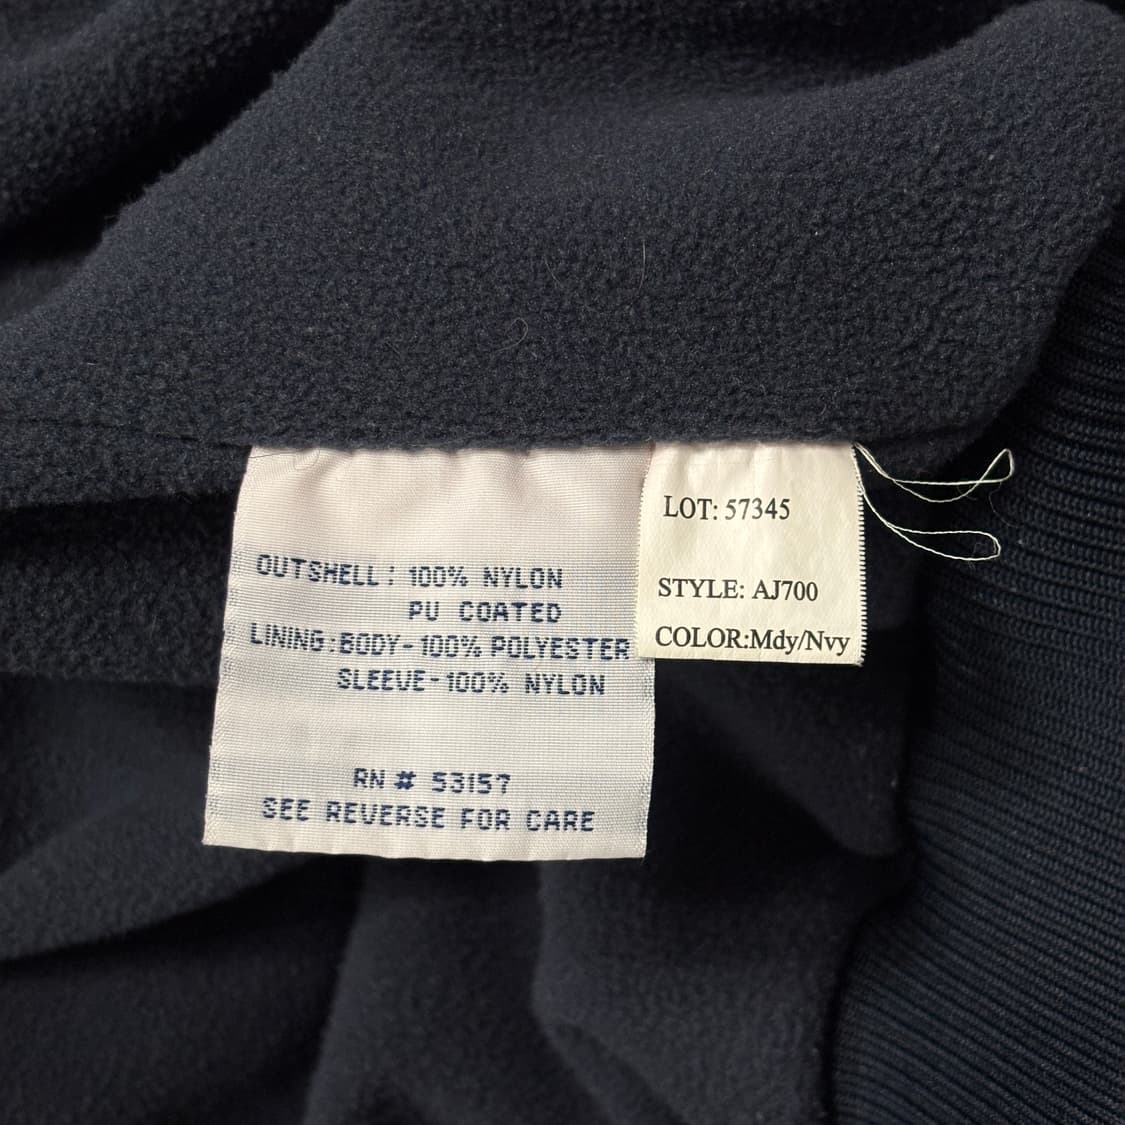 OUTSHELL: 100% NYLON
PU COATED
LINING:BODY-100% POLYESTER
SLEEVE-100% NYLON
RN # 53157
SEE REVERSE FOR CARE
LOT: 57345
STYLE: AJ700
COLOR:Mdy/Nvy